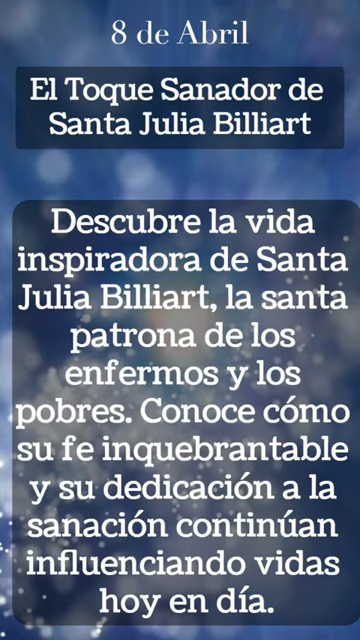 8 de Abril
El Toque Sanador de
Santa Julia Billiart
Descubre la vida
inspiradora de Santa
Julia Billiart, la santa
patrona de los
enfermos y los
pobres. Conoce cómo
su fe inquebrantable
y su dedicación a la
sanación continúan
influenciando vidas
hoy en día.